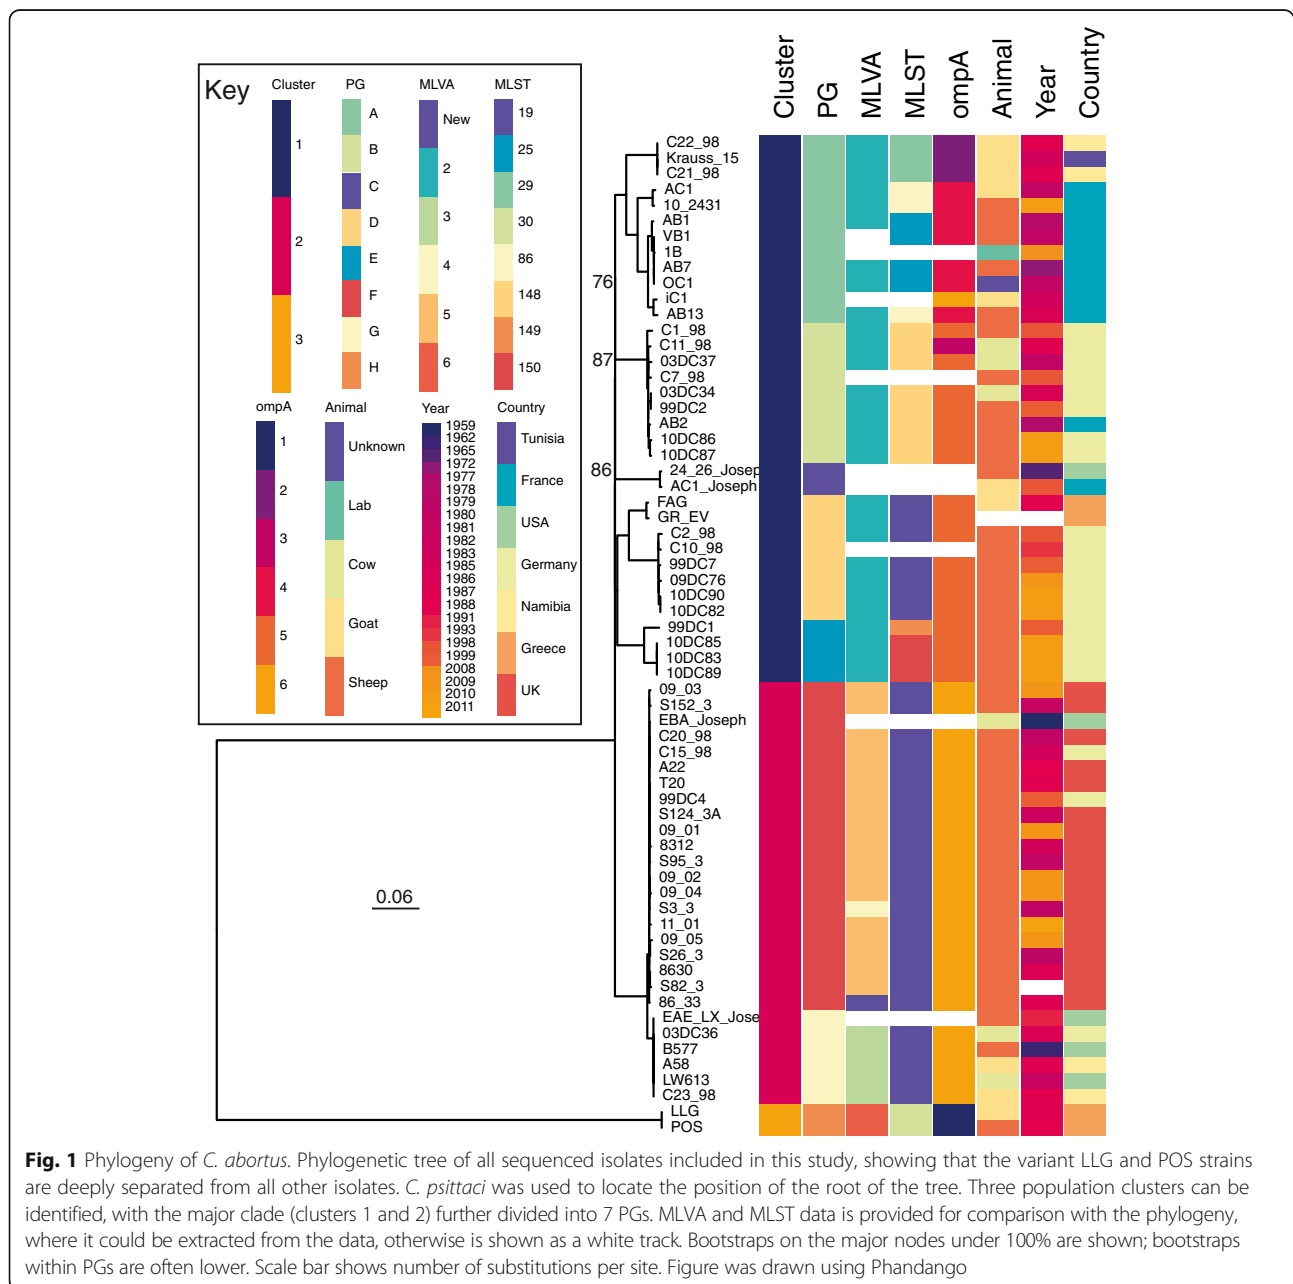 Key
Cluster
1
2
3
PG
A
B
C
D
E
F
G
H
MLVA
New
2
3
4
5
6
MLST
19
25
29
30
86
148
149
150
ompA
1
2
3
4
5
6
Animal
Unknown
Lab
Cow
Goat
Sheep
Year
1959
1962
1965
1972
1977
1978
1979
1980
1981
1982
1983
1985
1986
1987
1988
1991
1993
1998
1999
2008
2009
2010
2011
Country
Tunisia
France
USA
Germany
Namibia
Greece
UK
Cluster
PG
MLVA
MLST
ompA
Animal
Year
Country
C22_98
Krauss_15
C21_98
AC1
10_2431
AB1
VB1
1B
AB7
OC1
iC1
AB13
C1_98
C11_98
03DC37
C7_98
03DC34
99DC2
AB2
10DC86
10DC87
24_26_Josep
AC1_Joseph
FAG
GR_EV
C2_98
C10_98
99DC7
09DC76
10DC90
10DC82
99DC1
10DC85
10DC83
10DC89
09_03
S152_3
EBA_Joseph
C20_98
C15_98
A22
T20
99DC4
S124_3A
09_01
8312
S95_3
09_02
09_04
S3_3
11_01
09_05
S26_3
8630
S82_3
86_33
EAE_LX_Jose
03DC36
B577
A58
LW613
C23_98
LLG
POS
76
87
86
0.06
Fig. 1 Phylogeny of C. abortus. Phylogenetic tree of all sequenced isolates included in this study, showing that the variant LLG and POS strains
are deeply separated from all other isolates. C. psittaci was used to locate the position of the root of the tree. Three population clusters can be
identified, with the major clade (clusters 1 and 2) further divided into 7 PGs. MLVA and MLST data is provided for comparison with the phylogeny,
where it could be extracted from the data, otherwise is shown as a white track. Bootstraps on the major nodes under 100% are shown; bootstraps
within PGs are often lower. Scale bar shows number of substitutions per site. Figure was drawn using Phandango